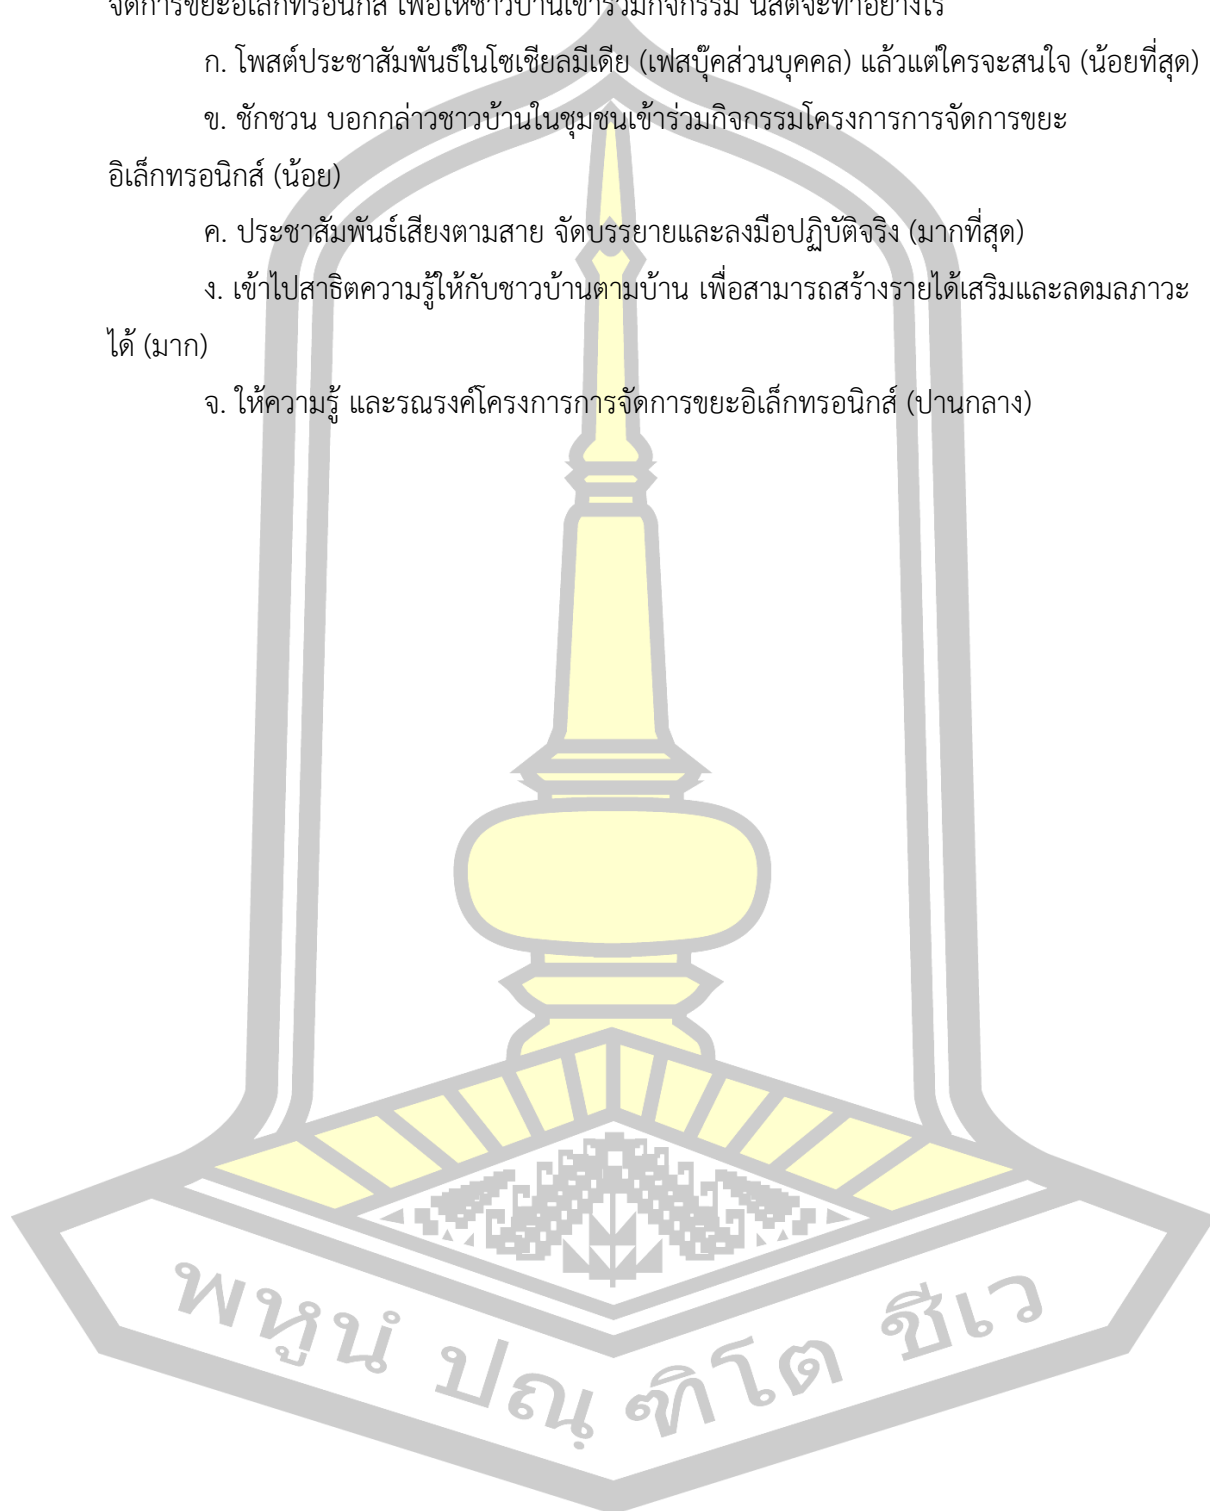 จัดการขยะอิเล็กทรอนิกส์ เพื่อให้ชาวบ้านเข้าร่วมกิจกรรม นิสิตจะทำอย่างไร
ก. โพสต์ประชาสัมพันธ์ในโซเชียลมีเดีย (เฟสบุ๊คส่วนบุคคล) แล้วแต่ใครจะสนใจ (น้อยที่สุด)
ข. ชักชวน บอกกล่าวชาวบ้านในชุมชนเข้าร่วมกิจกรรมโครงการการจัดการขยะ
อิเล็กทรอนิกส์ (น้อย)
ค. ประชาสัมพันธ์เสียงตามสาย จัดบรรยายและลงมือปฏิบัติจริง (มากที่สุด)
ง. เข้าไปสาธิตความรู้ให้กับชาวบ้านตามบ้าน เพื่อสามารถสร้างรายได้เสริมและลดมลภาวะ
ได้ (มาก)
จ. ให้ความรู้ และรณรงค์โครงการการจัดการขยะอิเล็กทรอนิกส์ (ปานกลาง)
พหูนํ ปณฺฑิโต ชีเว